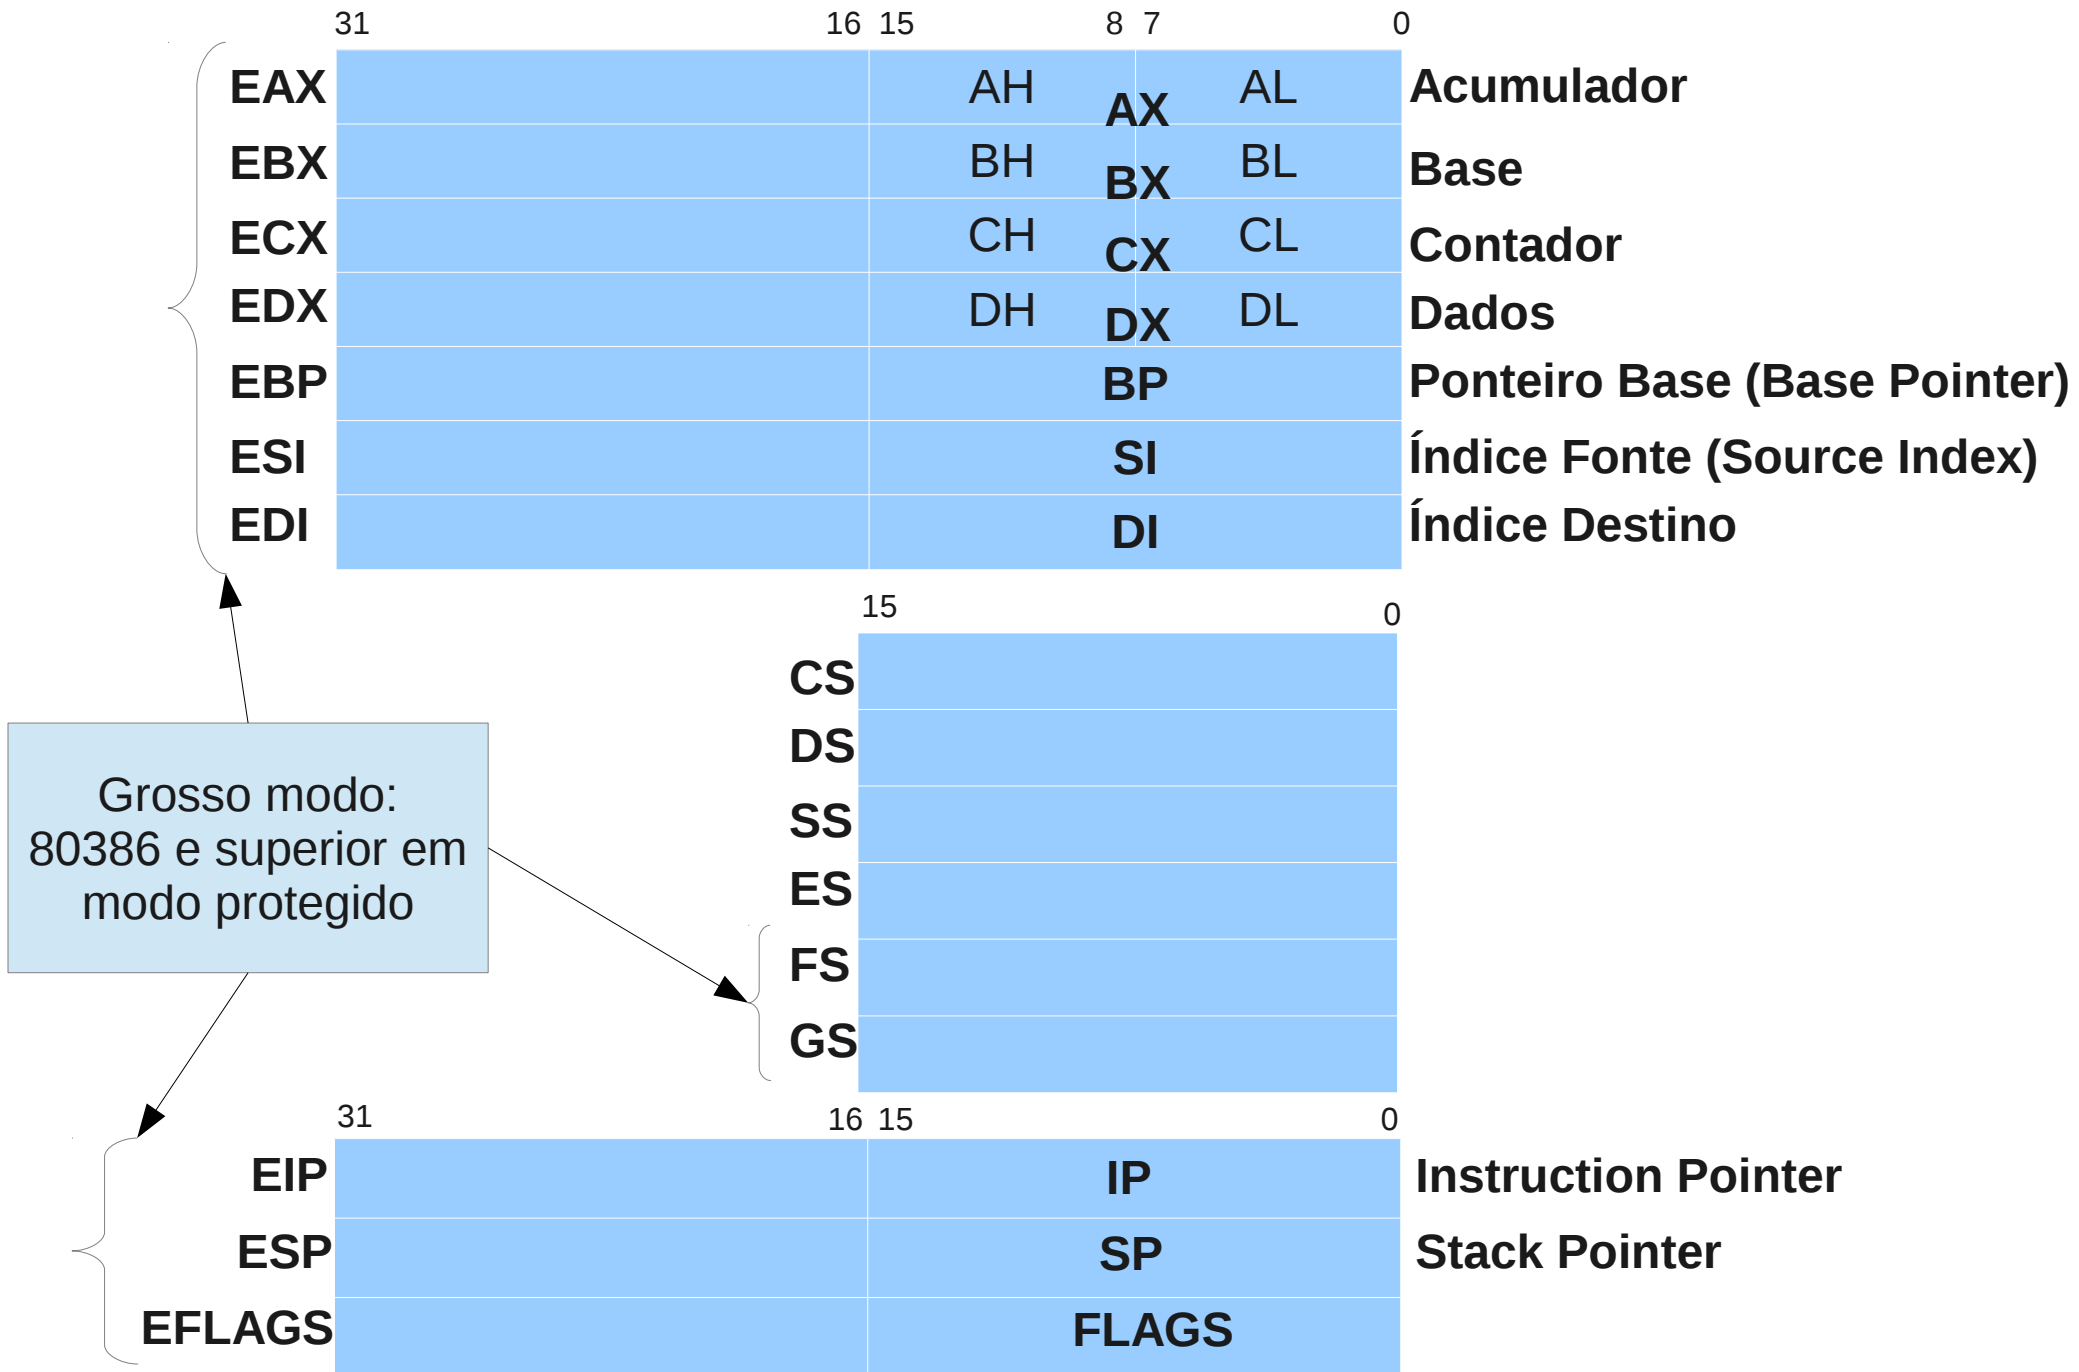 31 16 15 8 7 0
EAX AH AX AL Acumulador
EBX BH BX BL Base
ECX CH CX CL Contador
EDX DH DX DL Dados
EBP BP Ponteiro Base (Base Pointer)
ESI SI Índice Fonte (Source Index)
EDI DI Índice Destino
15 0
CS
DS
SS
ES
FS
GS
Grosso modo:
80386 e superior em
modo protegido
31 16 15 0
EIP IP Instruction Pointer
ESP SP Stack Pointer
EFLAGS FLAGS